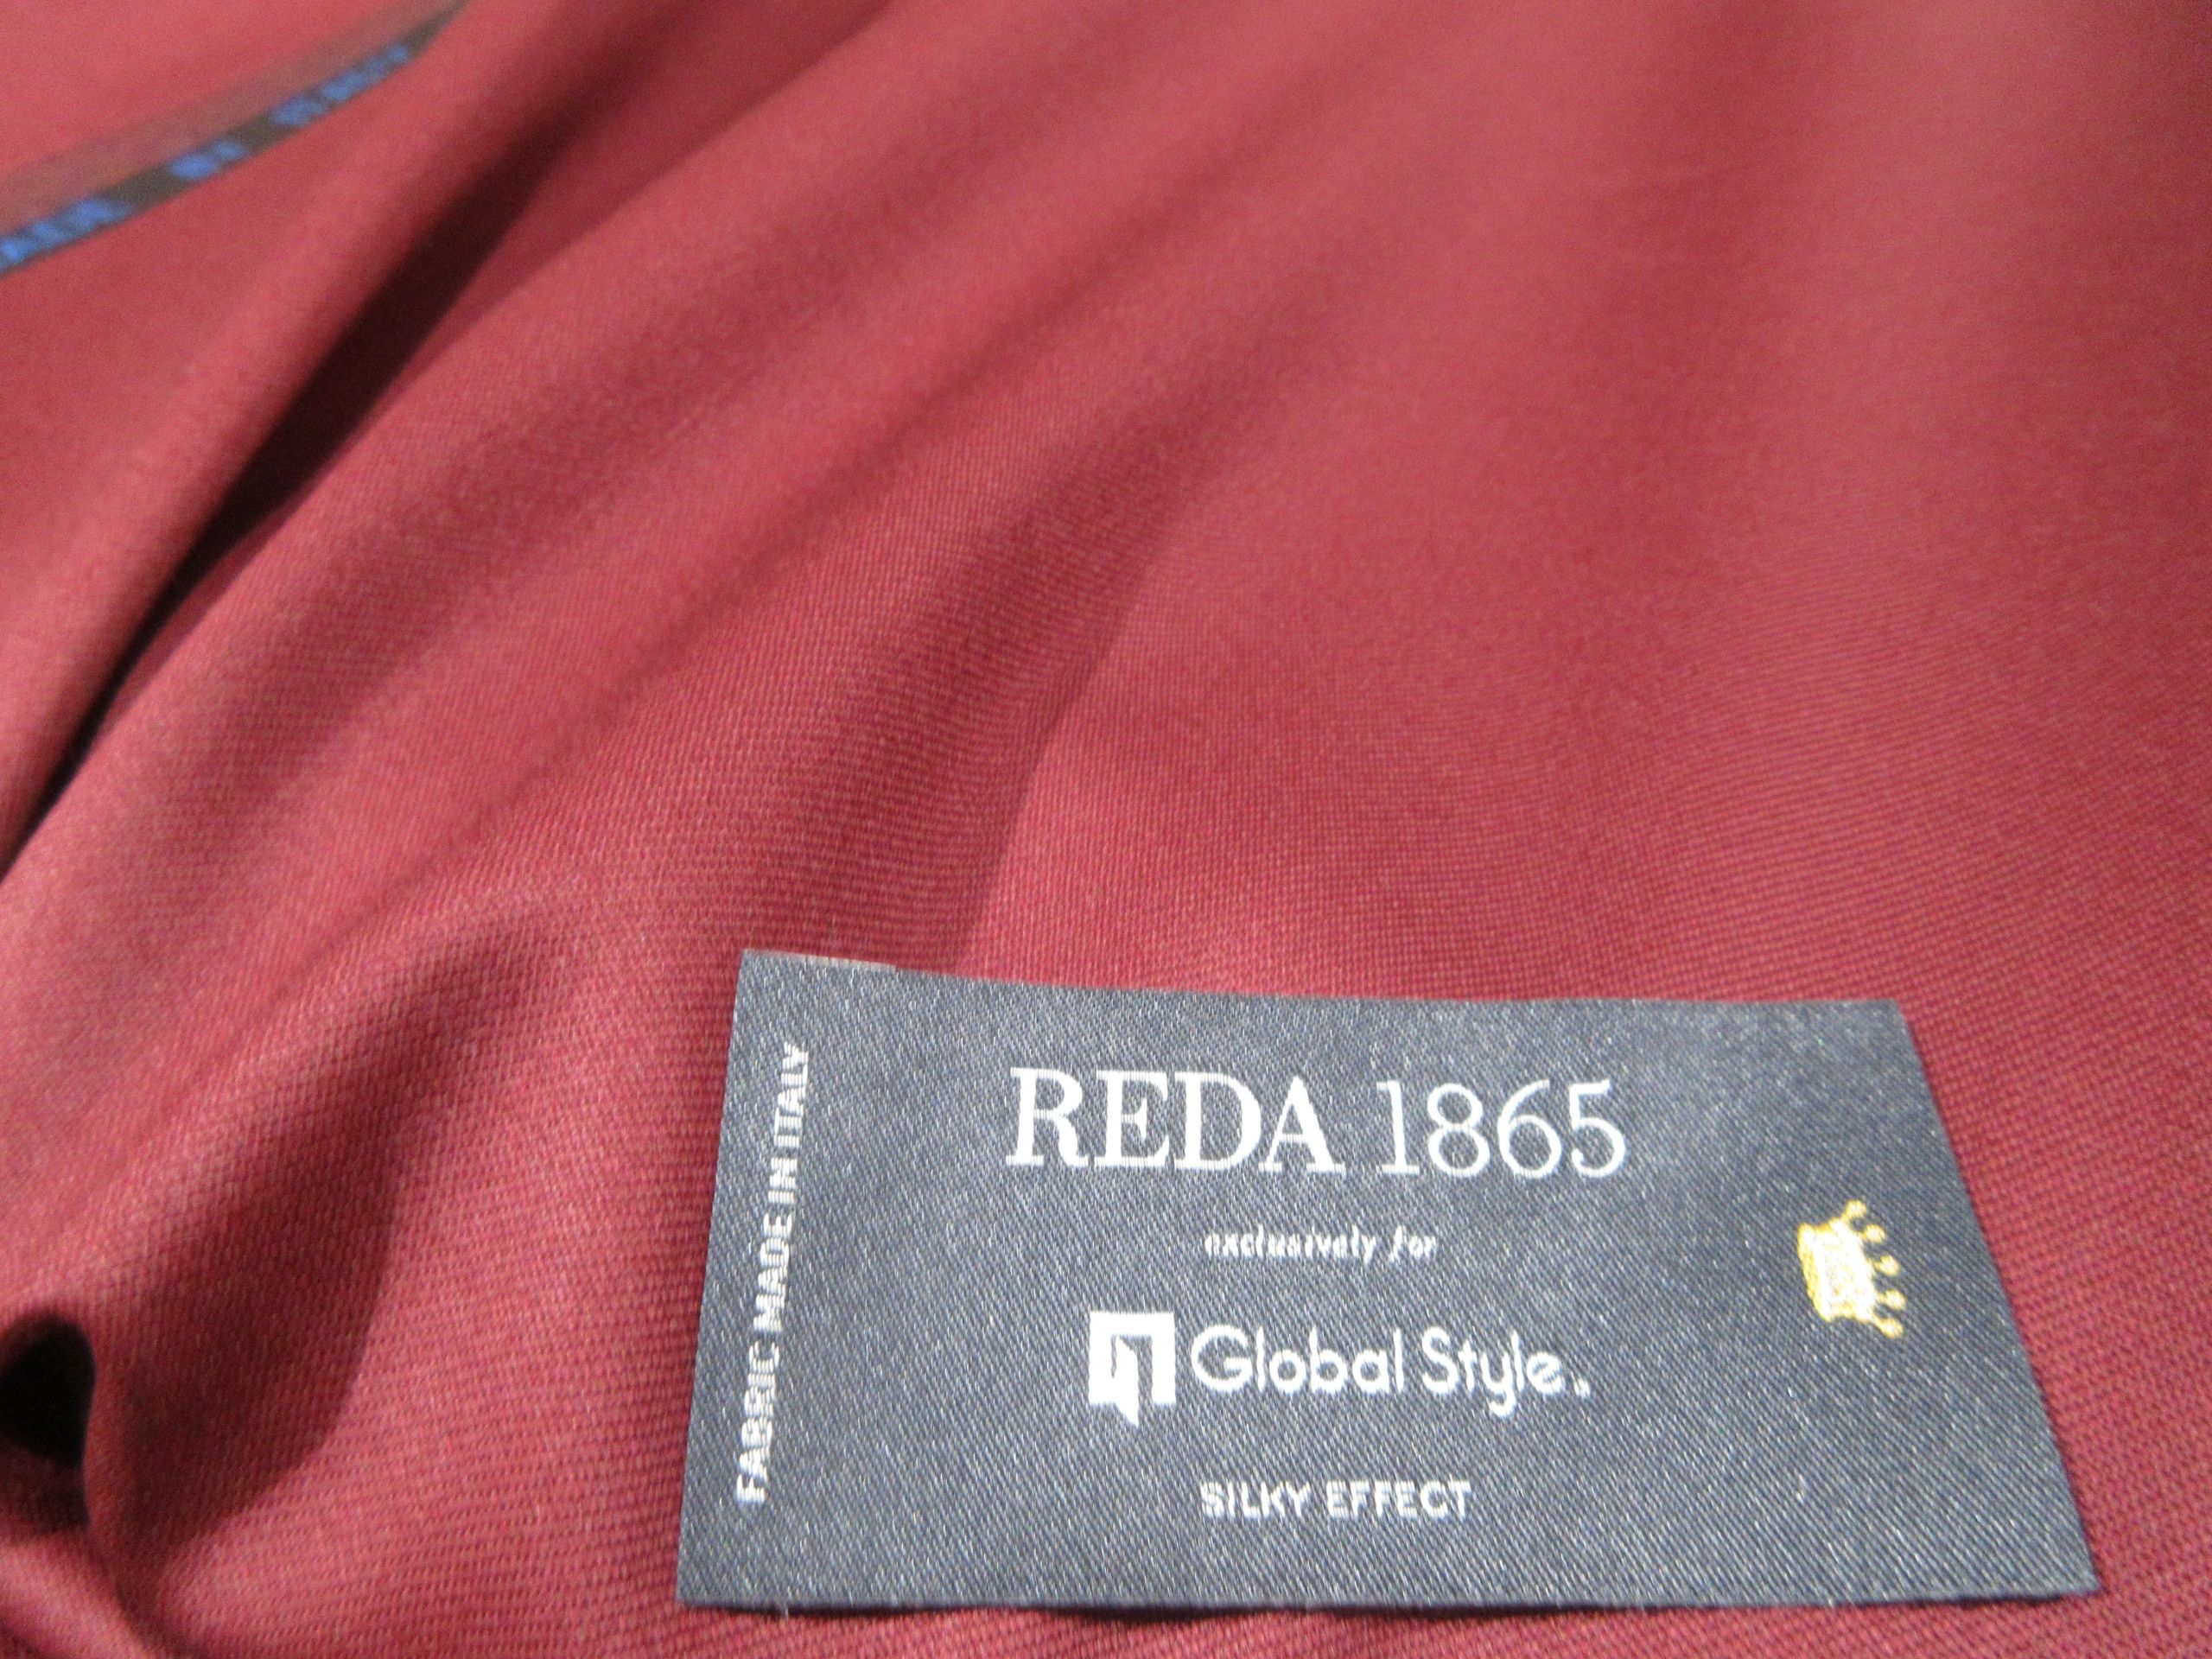 FABRIC MADE IN ITALY
REDA 1865
exclusively for
Global Style.
SILKY EFFECT